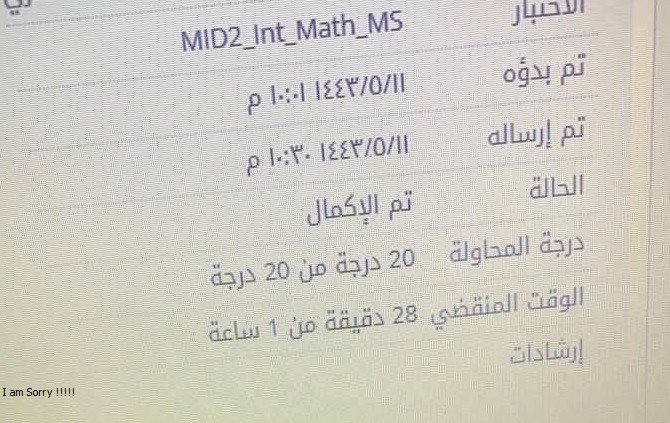 الاختبار MID2_Int_Math_MS
تم بدؤه ١٤٤٣/٥/١١ ١٠:٠١ م
تم إرساله ١٤٤٣/٥/١١ ١٠:٣٠ م
الحالة تم الإكمال
درجة المحاولة 20 درجة من 20 درجة
الوقت المنقضي 28 دقيقة من 1 ساعة
إرشادات
I am Sorry !!!!!